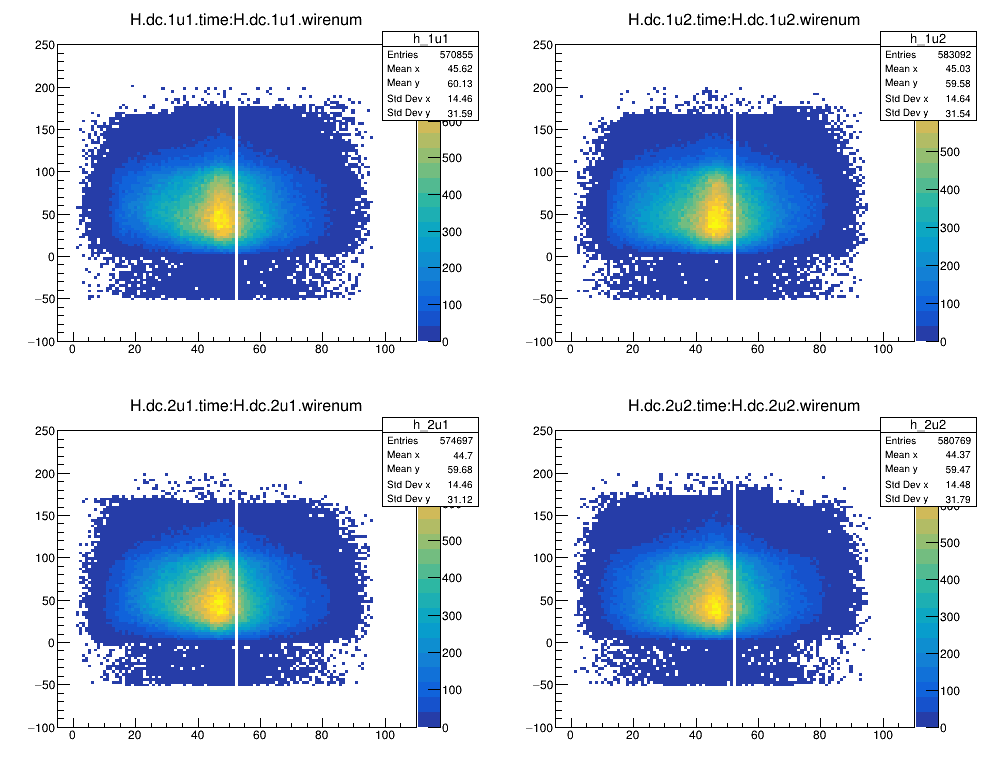 H.dc.1u1.time:H.dc.1u1.wirenum
h_1u1
Entries 570855
Mean x 45.62
Mean y 60.13
Std Dev x 14.46
Std Dev y 31.59
250
200
150
100
50
0
−50
−100
0 20 40 60 80 100
600
500
400
300
200
100
0
H.dc.1u2.time:H.dc.1u2.wirenum
h_1u2
Entries 583092
Mean x 45.03
Mean y 59.58
Std Dev x 14.64
Std Dev y 31.54
250
200
150
100
50
0
−50
−100
0 20 40 60 80 100
500
400
300
200
100
0
H.dc.2u1.time:H.dc.2u1.wirenum
h_2u1
Entries 574697
Mean x 44.7
Mean y 59.68
Std Dev x 14.46
Std Dev y 31.12
250
200
150
100
50
0
−50
−100
0 20 40 60 80 100
600
500
400
300
200
100
0
H.dc.2u2.time:H.dc.2u2.wirenum
h_2u2
Entries 580769
Mean x 44.37
Mean y 59.47
Std Dev x 14.48
Std Dev y 31.79
250
200
150
100
50
0
−50
−100
0 20 40 60 80 100
600
500
400
300
200
100
0